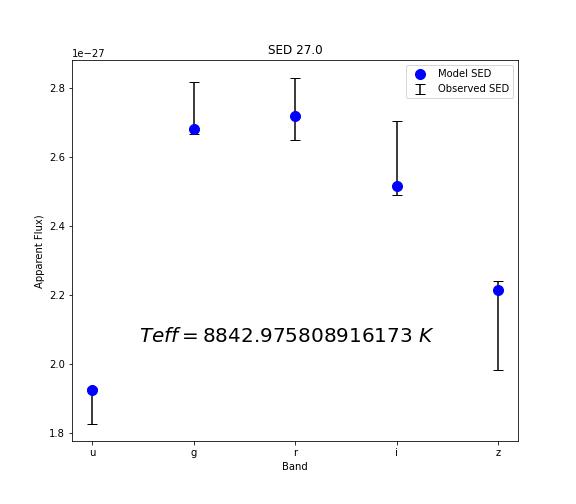 SED 27.0
1e−27
Model SED
Observed SED
2.8
2.6
2.4
2.2
2.0
1.8
Apparent Flux)
Teff = 8842.975808916173 K
u g r i z
Band